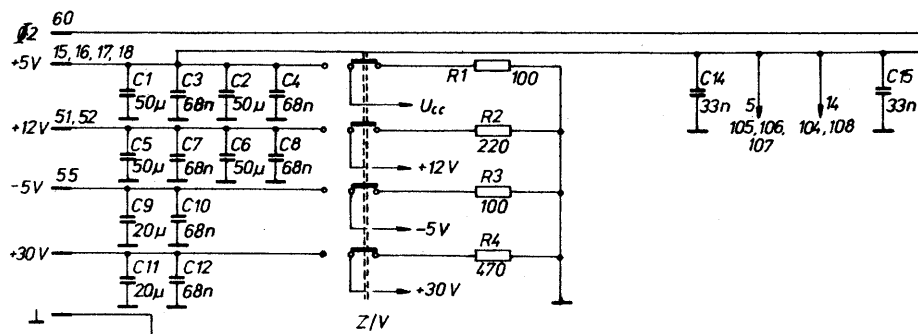 Φ2 60
+5V 15, 16, 17, 18
C1 50µ C3 68n C2 50µ C4 68n
Ucc
R1 100
C14 33n
5 105, 106, 107
14 104, 108
C15 33n
+12V 51, 52
C5 50µ C7 68n C6 50µ C8 68n
+12V
R2 220
-5V 55
C9 20µ C10 68n
-5V
R3 100
+30V
C11 20µ C12 68n
+30V
R4 470
⊥
Z/V